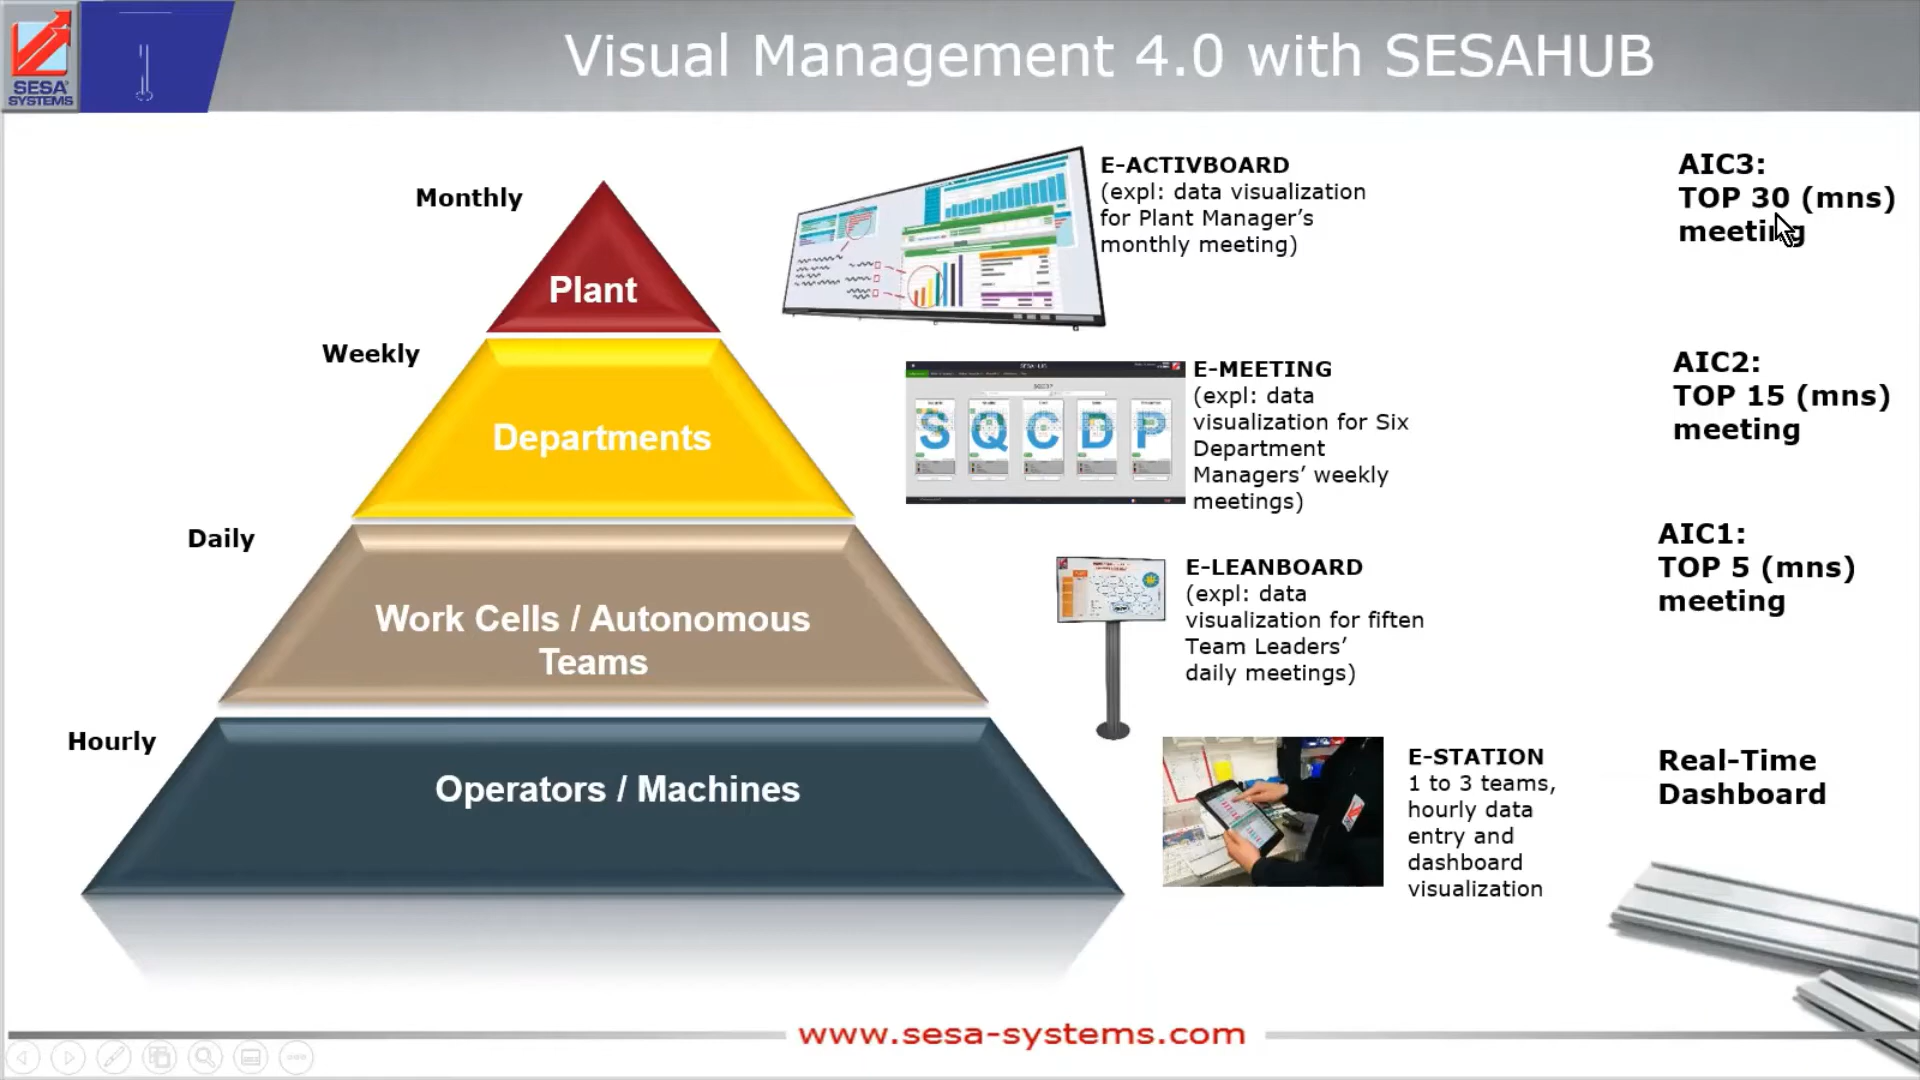 SESA
SYSTEMS
Visual Management 4.0 with SESAHUB
Monthly
Plant
E-ACTIVBOARD
(expl: data visualization
for Plant Manager’s
monthly meeting)
AIC3:
TOP 30 (mns)
meeting
Weekly
Departments
SQCDP
E-MEETING
(expl: data
visualization for Six
Department
Managers’ weekly
meetings)
AIC2:
TOP 15 (mns)
meeting
Daily
Work Cells / Autonomous
Teams
E-LEANBOARD
(expl: data
visualization for fiften
Team Leaders’
daily meetings)
AIC1:
TOP 5 (mns)
meeting
Hourly
Operators / Machines
E-STATION
1 to 3 teams,
hourly data
entry and
dashboard
visualization
Real-Time
Dashboard
www.sesa-systems.com